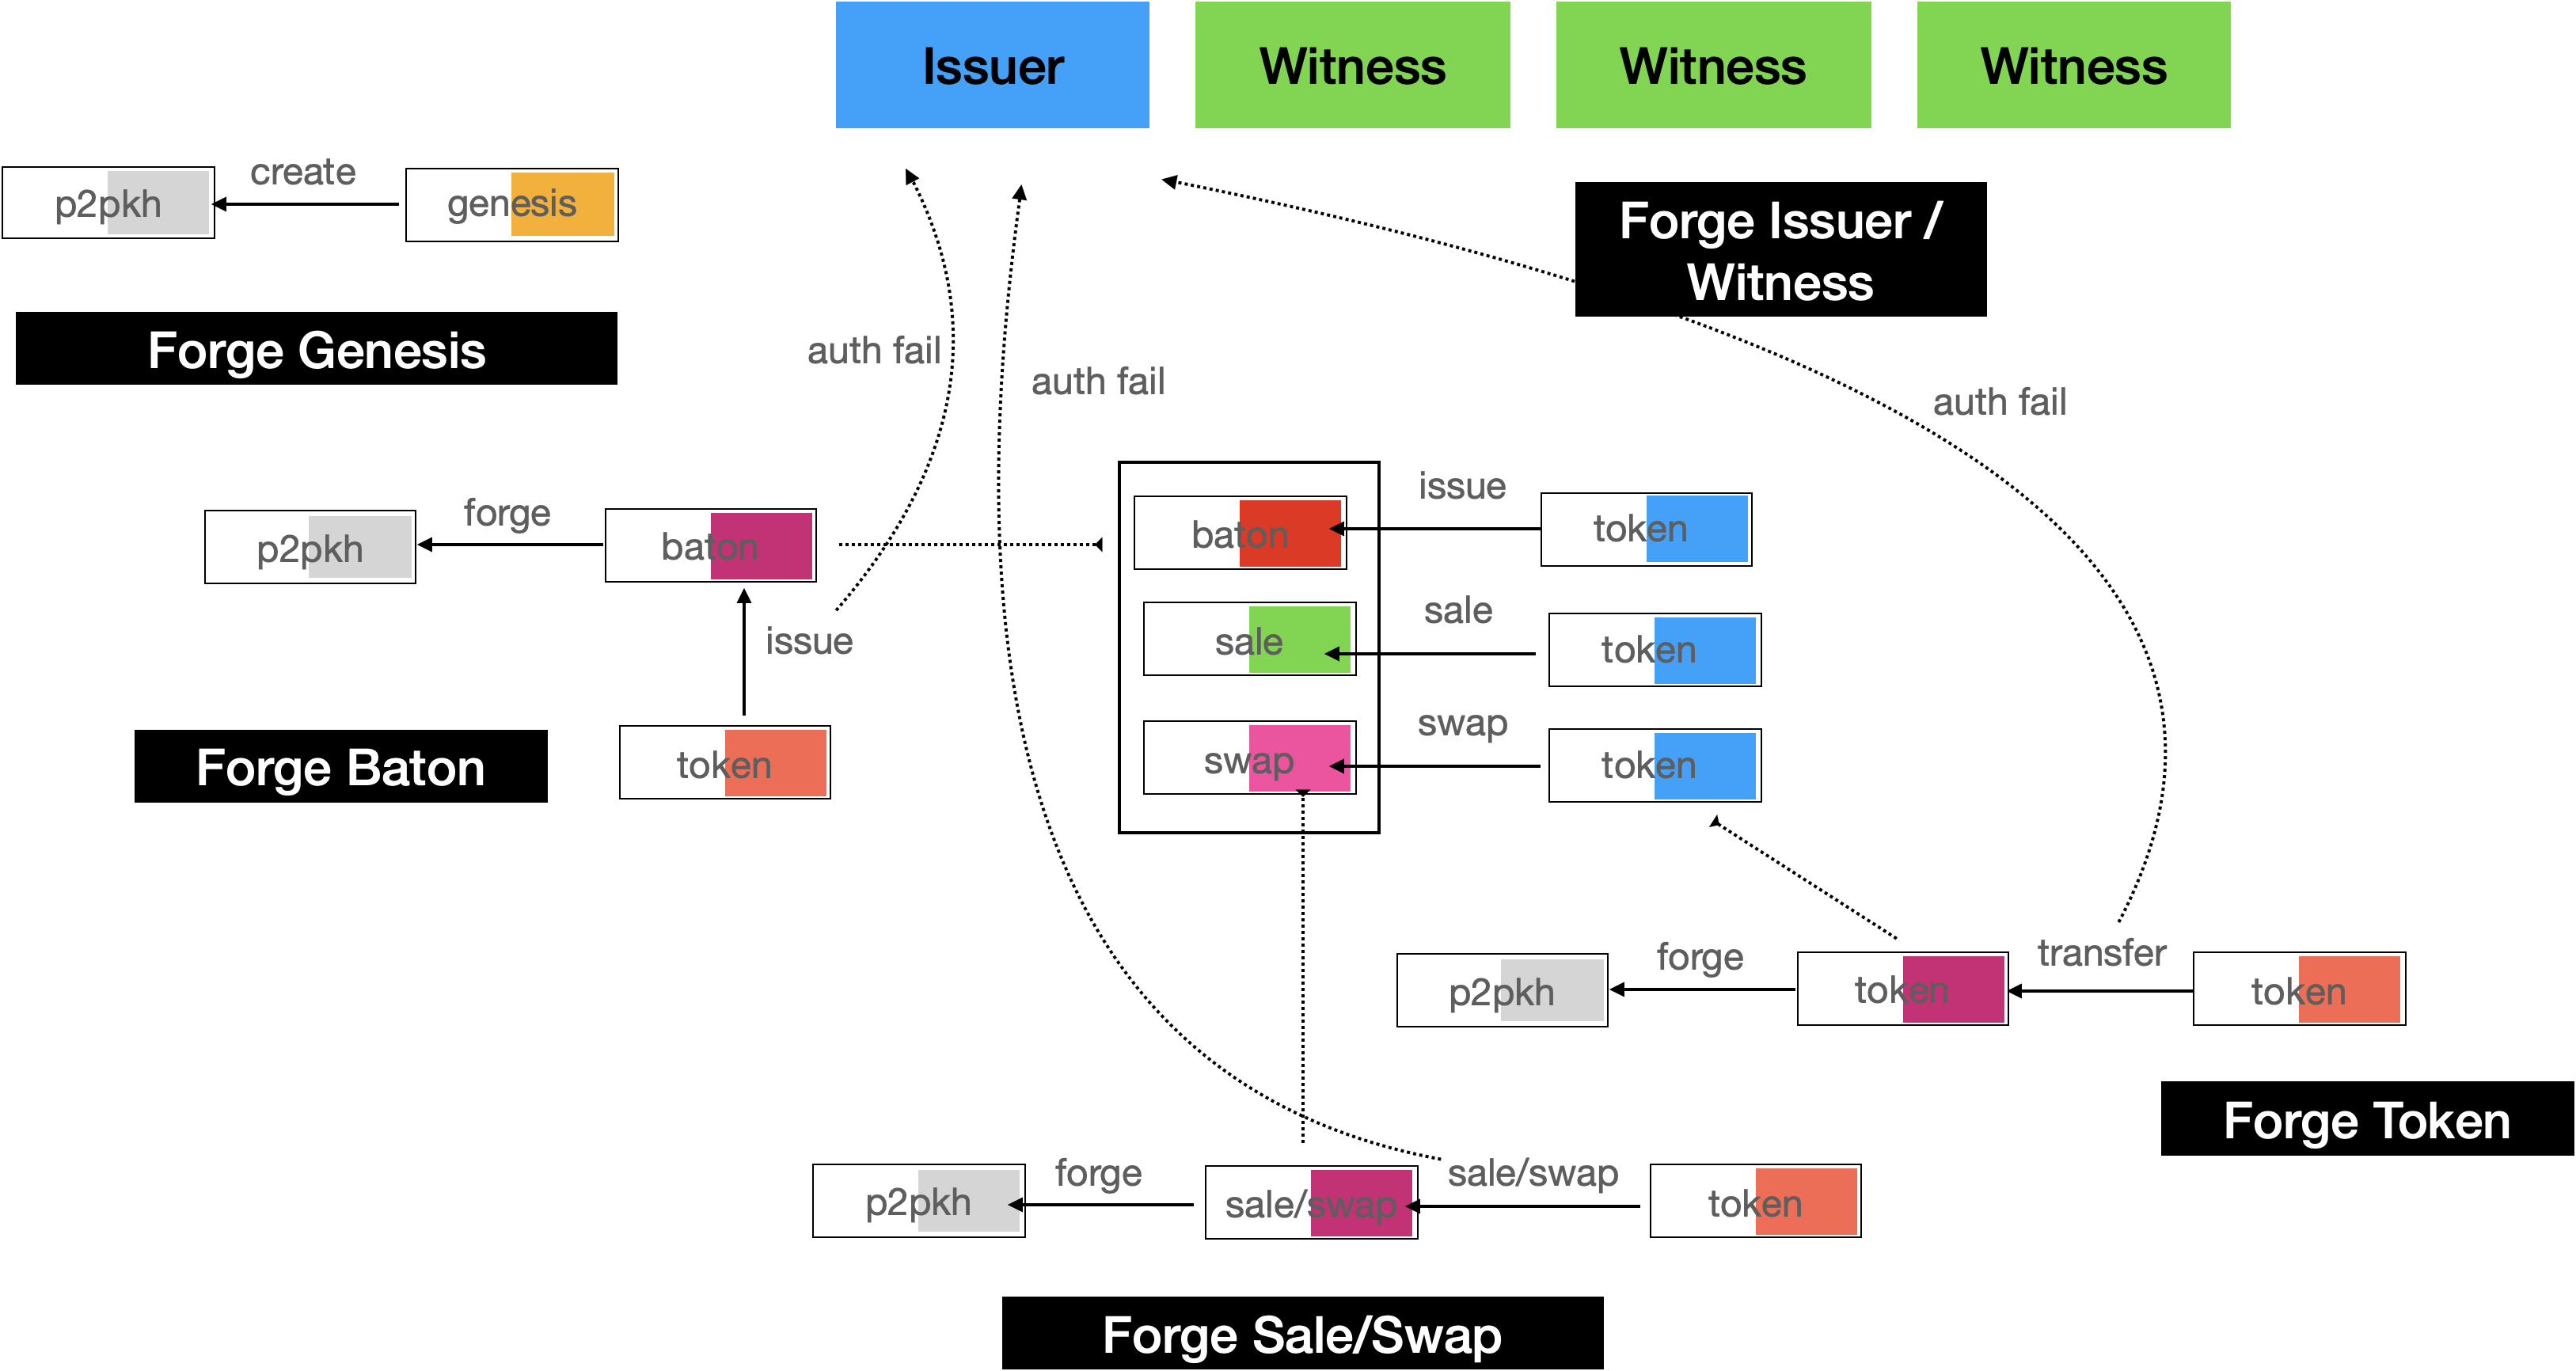 Issuer
Witness
Witness
Witness
create
p2pkh
genesis
Forge Issuer /
Witness
Forge Genesis
auth fail
auth fail
auth fail
issue
forge
baton
token
p2pkh
baton
sale
sale
token
issue
swap
Forge Baton
token
swap
token
transfer
forge
p2pkh
token
token
Forge Token
forge
sale/swap
p2pkh
sale/swap
token
Forge Sale/Swap